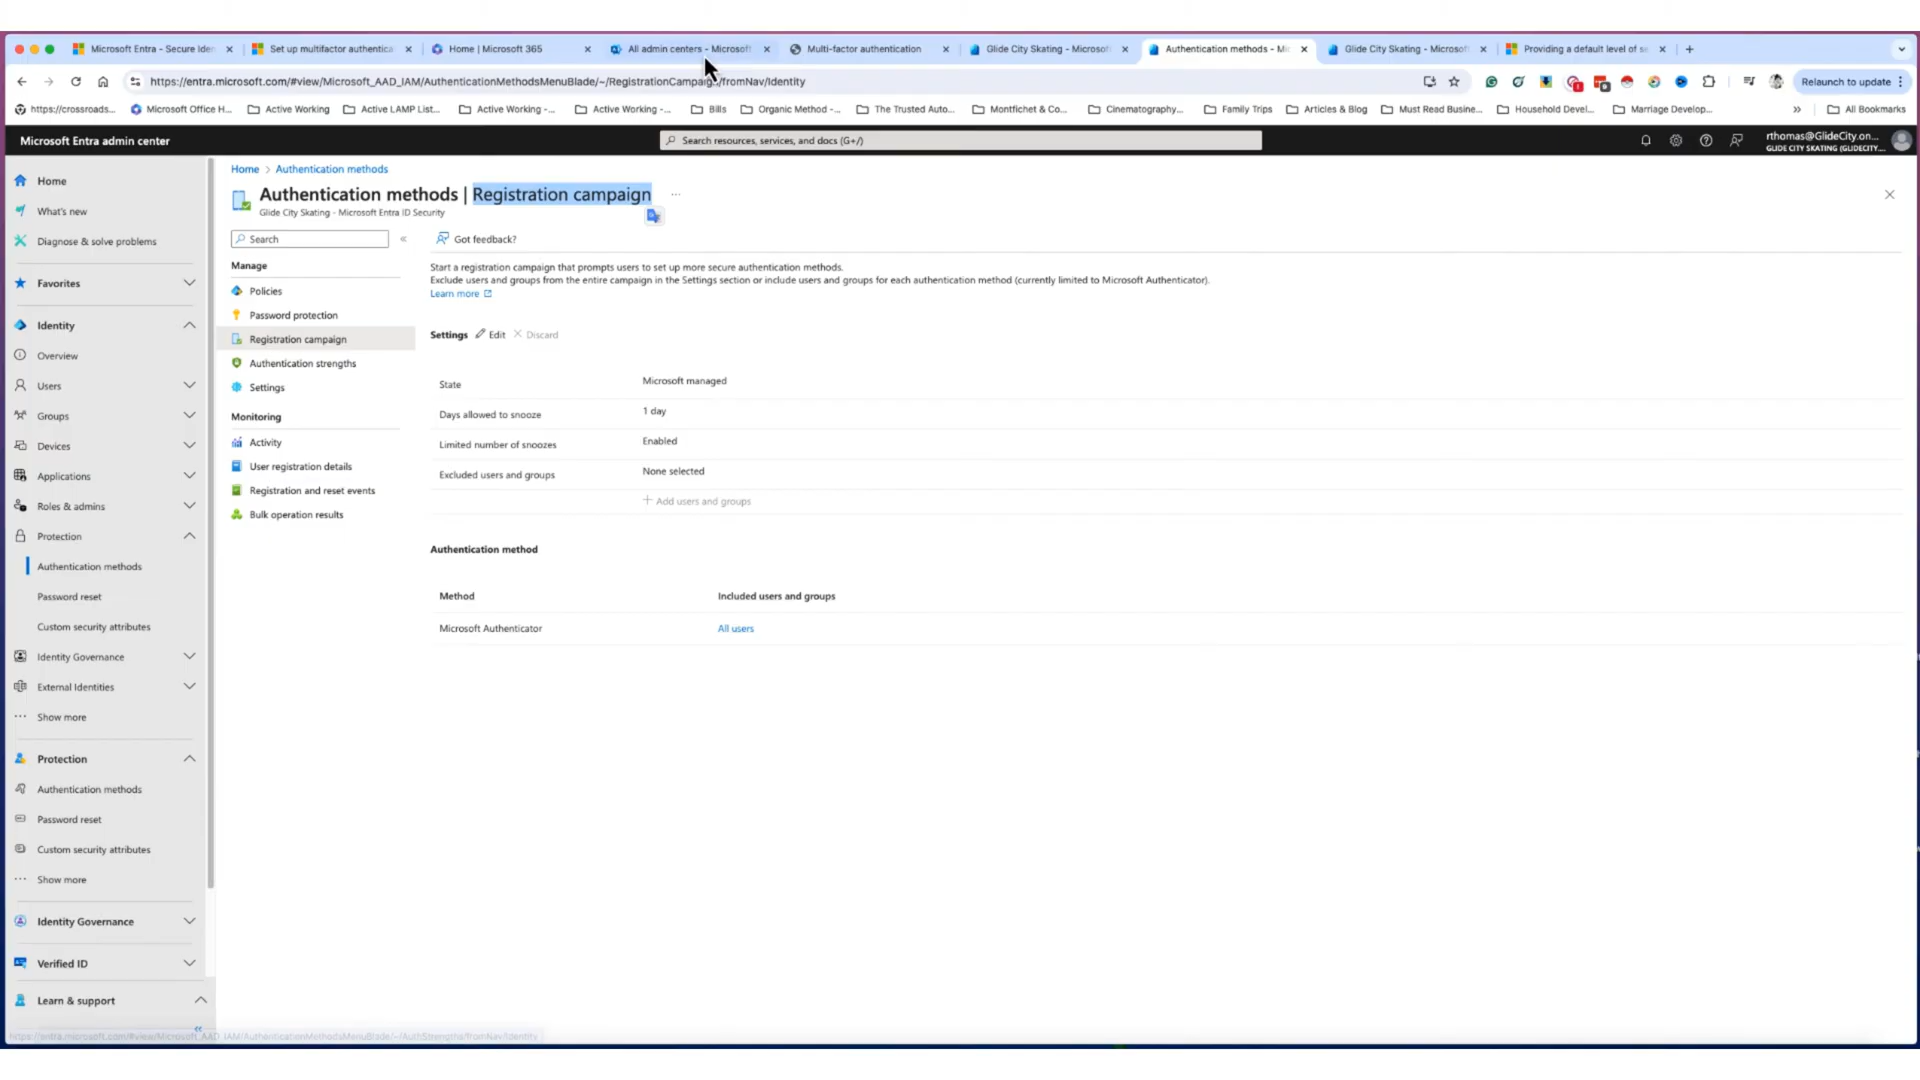 Microsoft Entra - Secure Iden
Set up multifactor authentica
Home | Microsoft 365
All admin centers - Microsoft
Multi-factor authentication
Glide City Skating - Microsof
Authentication methods - Mi
Glide City Skating - Microsof
Providing a default level of se
https://entra.microsoft.com/#view/Microsoft_AAD_IAM/AuthenticationMethodsMenuBlade/~/RegistrationCampaign/fromNav/Identity
Relaunch to update
https://crossroads...
Microsoft Office H...
Active Working
Active LAMP List...
Active Working -...
Active Working -...
Bills
Organic Method -...
The Trusted Auto...
Montfichet & Co...
Cinematography...
Family Trips
Articles & Blog
Must Read Busine...
Household Devel...
Marriage Develop...
»
All Bookmarks
Microsoft Entra admin center
Search resources, services, and docs (G+/)
rthomas@GlideCity.on...
GLIDE CITY SKATING (GLIDECITY....
Home
What's new
Diagnose & solve problems
Favorites
Identity
Overview
Users
Groups
Devices
Applications
Roles & admins
Protection
Authentication methods
Password reset
Custom security attributes
Identity Governance
External Identities
Show more
Protection
Authentication methods
Password reset
Custom security attributes
Show more
Identity Governance
Verified ID
Learn & support
Home > Authentication methods
Authentication methods | Registration campaign ...
Glide City Skating - Microsoft Entra ID Security
Search
Manage
Policies
Password protection
Registration campaign
Authentication strengths
Settings
Monitoring
Activity
User registration details
Registration and reset events
Bulk operation results
Got feedback?
Start a registration campaign that prompts users to set up more secure authentication methods.
Exclude users and groups from the entire campaign in the Settings section or include users and groups for each authentication method (currently limited to Microsoft Authenticator).
Learn more
Settings Edit Discard
State Microsoft managed
Days allowed to snooze 1 day
Limited number of snoozes Enabled
Excluded users and groups None selected
+ Add users and groups
Authentication method
Method Included users and groups
Microsoft Authenticator All users
https://entra.microsoft.com/#view/Microsoft_AAD_IAM/AuthenticationMethodsMenuBlade/~/AuthStrengths/fromNav/Identity